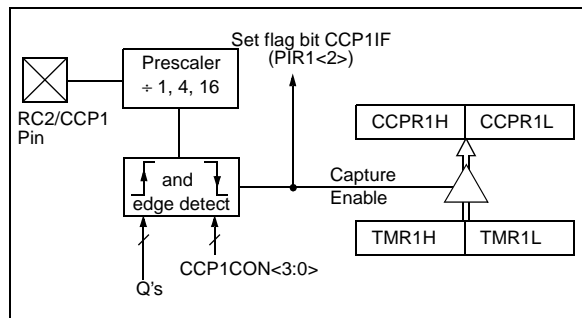 Set flag bit CCP1IF
(PIR1<2>)
Prescaler
÷ 1, 4, 16
RC2/CCP1
Pin
CCPR1H
CCPR1L
and
edge detect
Capture
Enable
TMR1H
TMR1L
CCP1CON<3:0>
Q's